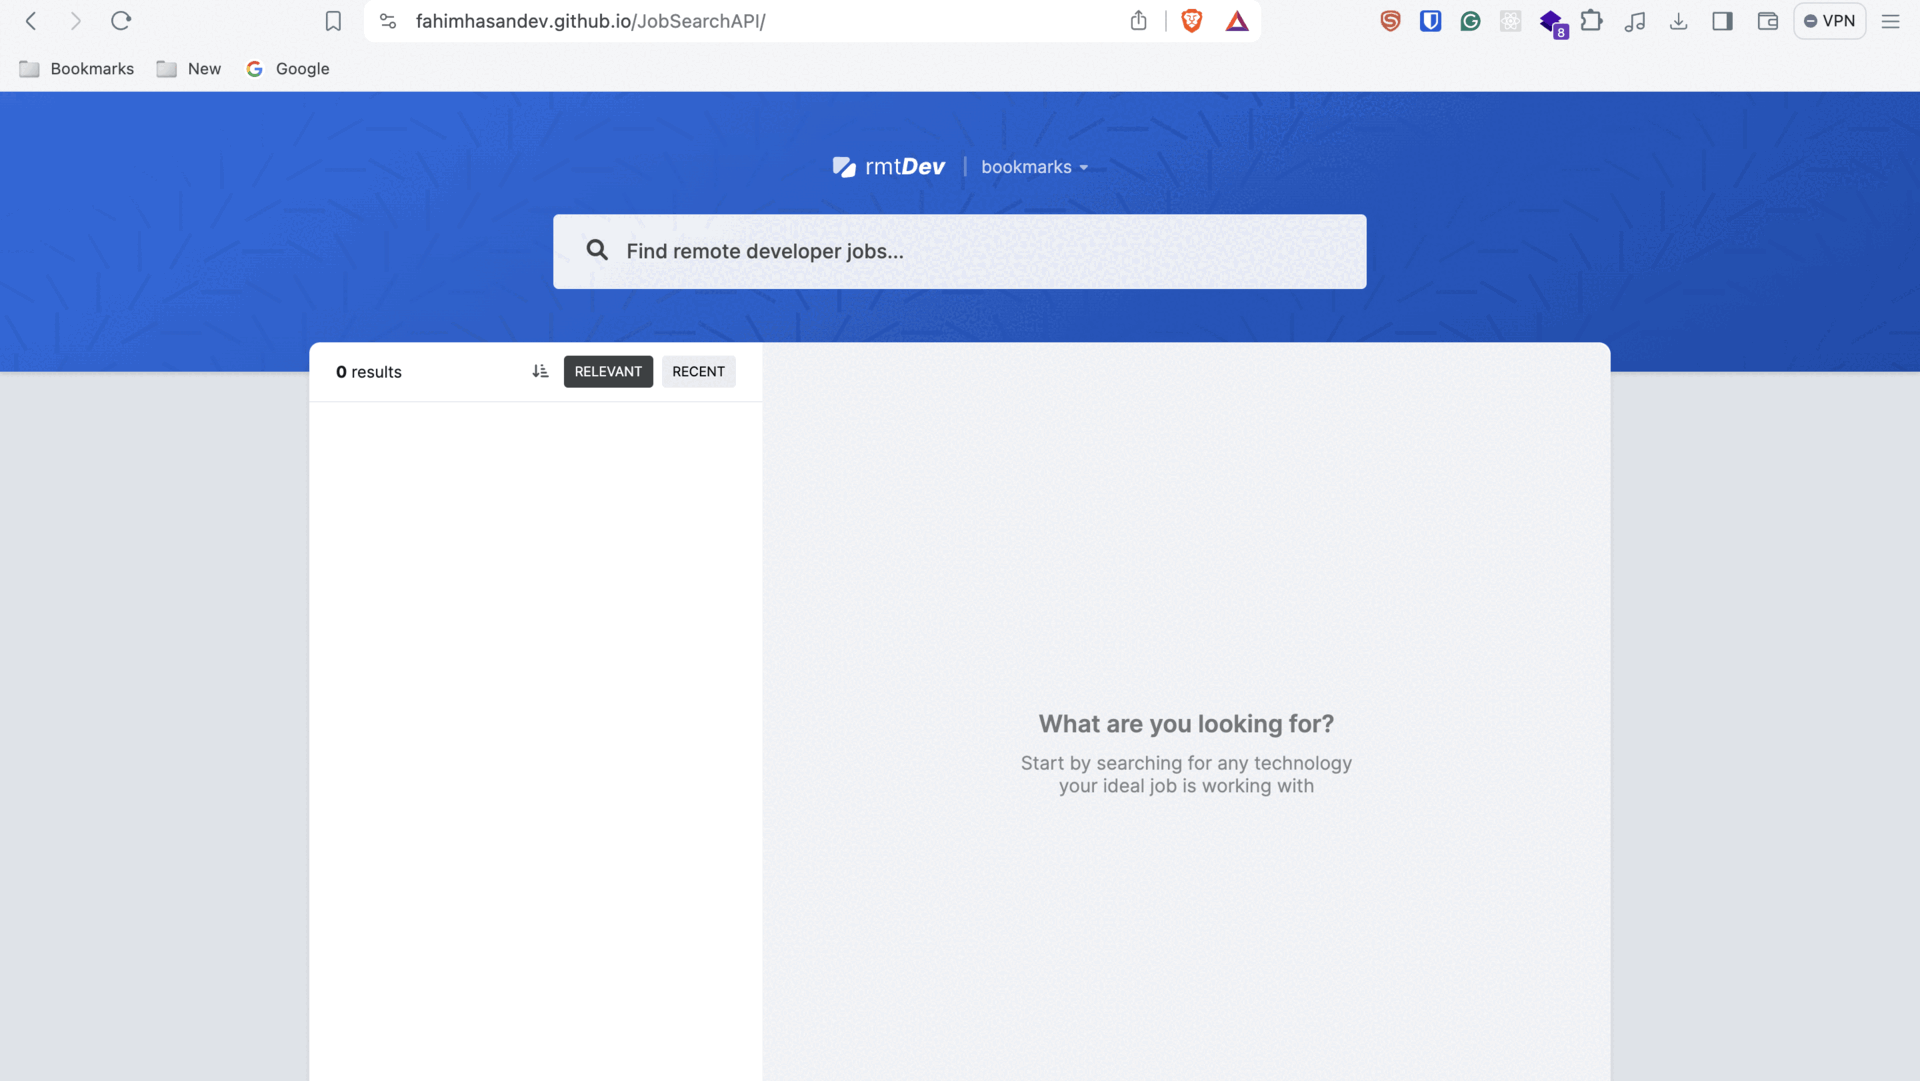 fahimhasandev.github.io/JobSearchAPI/
8
VPN
Bookmarks
New
Google
rmtDev
bookmarks
Find remote developer jobs...
0 results
RELEVANT
RECENT
What are you looking for?
Start by searching for any technology
your ideal job is working with